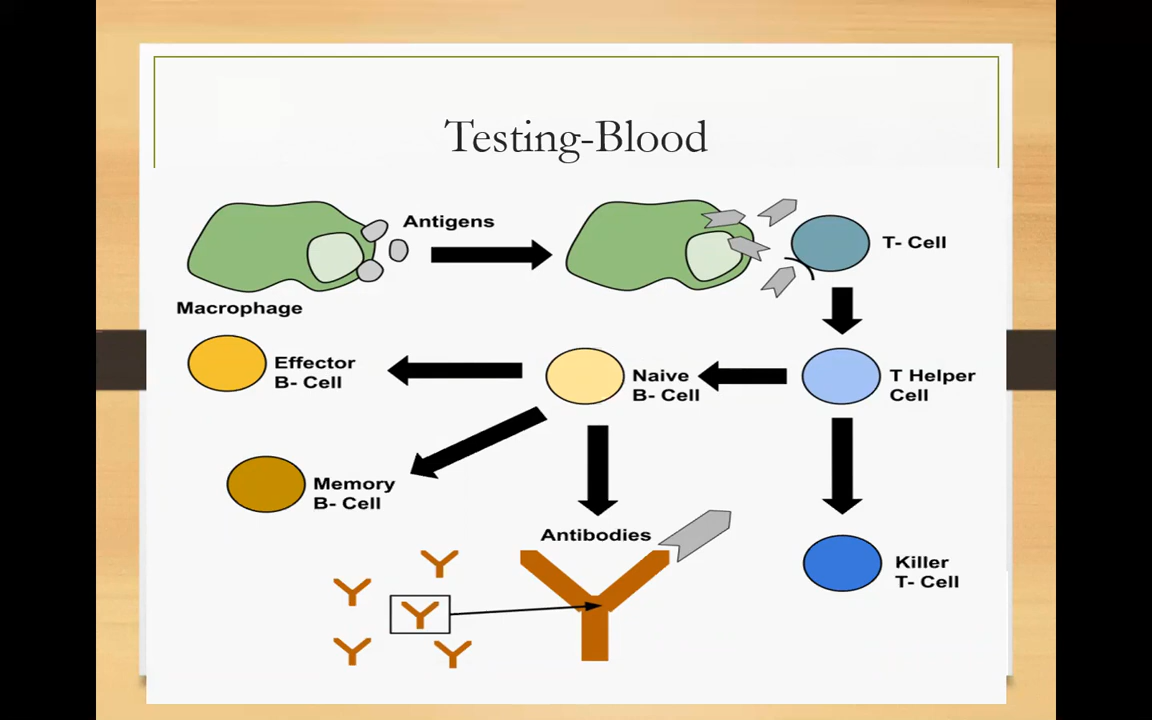 Testing-Blood
Antigens
T- Cell
Macrophage
Effector
B- Cell
Naive
B- Cell
T Helper
Cell
Memory
B- Cell
Antibodies
Killer
T- Cell